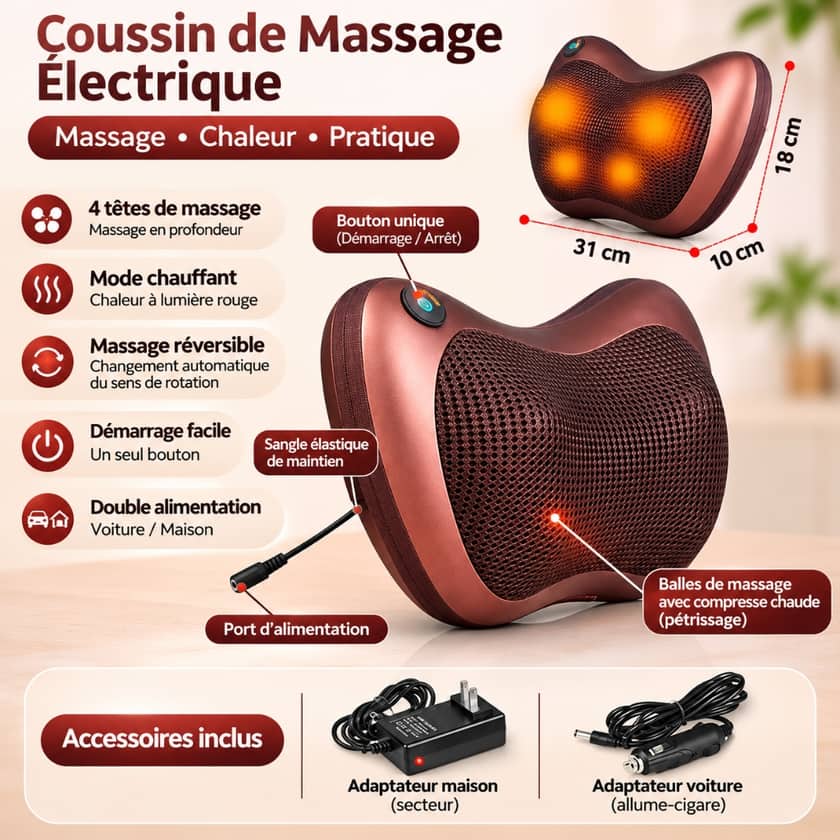 Coussin de Massage
Électrique
Massage • Chaleur • Pratique
4 têtes de massage
Massage en profondeur
Mode chauffant
Chaleur à lumière rouge
Massage réversible
Changement automatique
du sens de rotation
Démarrage facile
Un seul bouton
Double alimentation
Voiture / Maison
Bouton unique
(Démarrage / Arrêt)
31 cm
10 cm
18 cm
Sangle élastique
de maintien
Port d'alimentation
Balles de massage
avec compresse chaude
(pétrissage)
Accessoires inclus
Adaptateur maison
(secteur)
Adaptateur voiture
(allume-cigare)